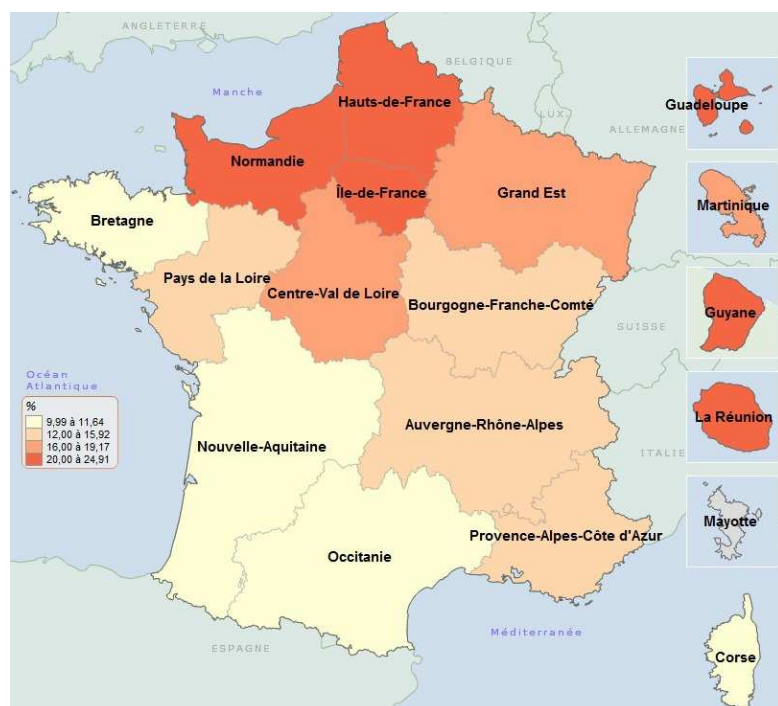 ANGLETERRE
BELGIQUE
Manche
Hauts-de-France
LUX.
Guadeloupe
ALLEMAGNE
Normandie
Île-de-France
Grand Est
Martinique
Bretagne
Pays de la Loire
Centre-Val de Loire
Bourgogne-Franche-Comté
Guyane
SUISSE
Océan
Atlantique
%
9,99 à 11,64
12,00 à 15,92
16,00 à 19,17
20,00 à 24,91
La Réunion
Auvergne-Rhône-Alpes
Nouvelle-Aquitaine
ITALIE
Mayotte
Provence-Alpes-Côte d'Azur
Occitanie
Méditerranée
ESPAGNE
Corse